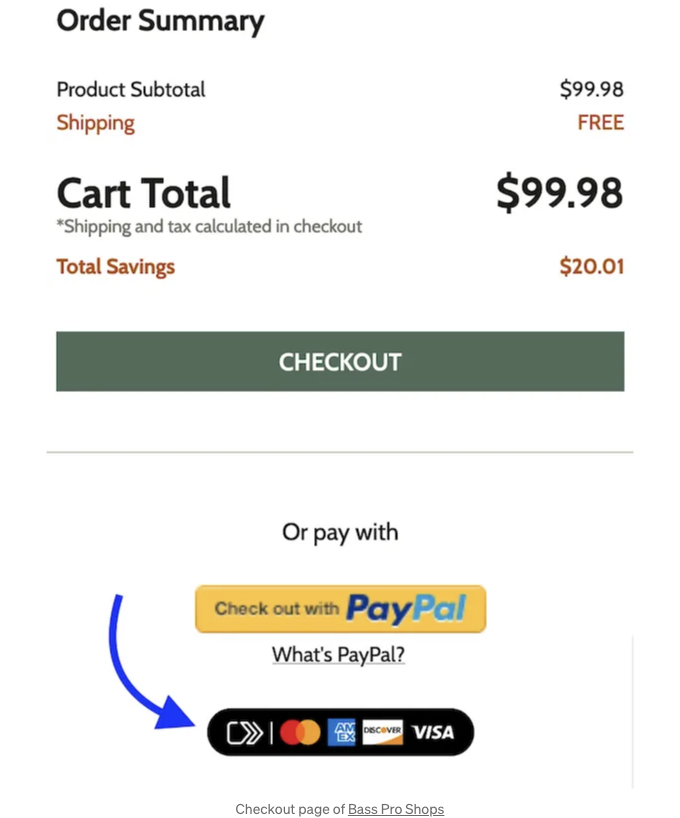 Order Summary
Product Subtotal $99.98
Shipping FREE
Cart Total $99.98
*Shipping and tax calculated in checkout
Total Savings $20.01
CHECKOUT
Or pay with
Check out with PayPal
What's PayPal?
AM EX DISCOVER VISA
Checkout page of Bass Pro Shops